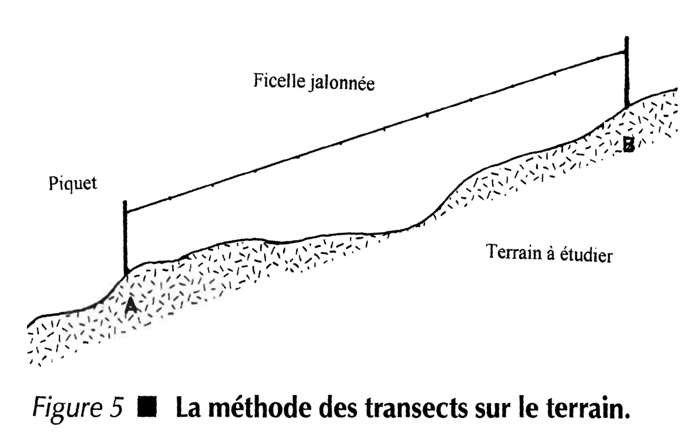 Ficelle jalonnée
Piquet
B
Terrain à étudier
A
Figure 5 ■ La méthode des transects sur le terrain.